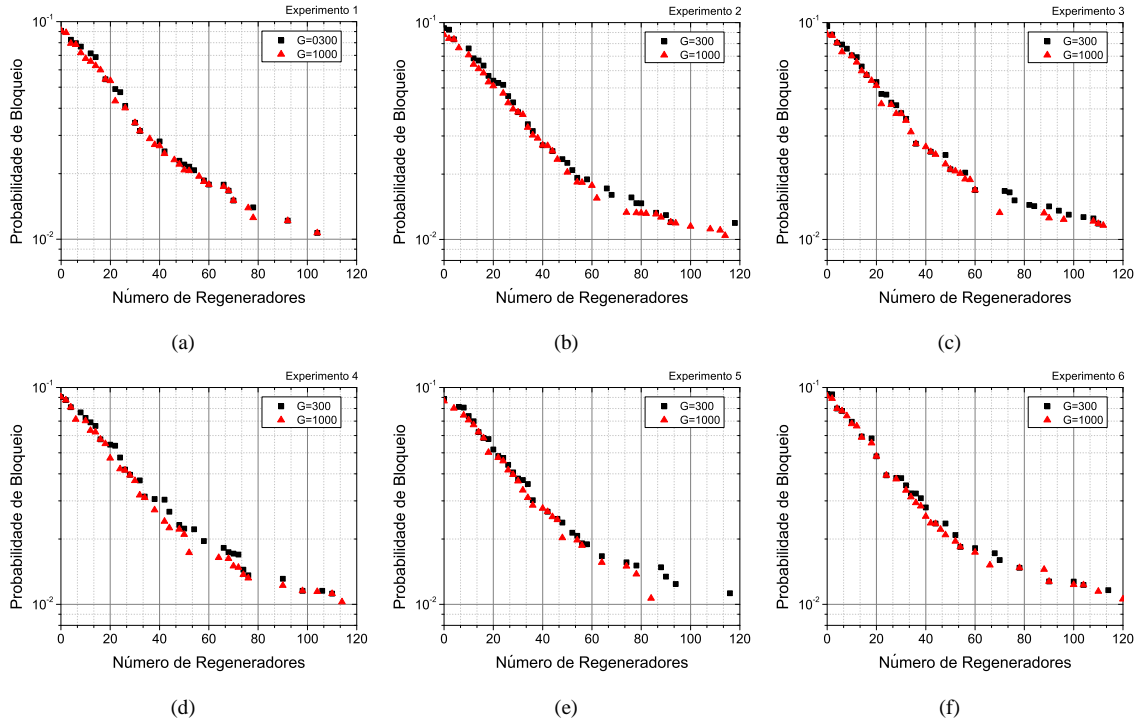 Experimento 1
Probabilidade de Bloqueio
10^-1
10^-2
G=0300
G=1000
0 20 40 60 80 100 120
Número de Regeneradores
(a)
Experimento 2
Probabilidade de Bloqueio
10^-1
10^-2
G=300
G=1000
0 20 40 60 80 100 120
Número de Regeneradores
(b)
Experimento 3
Probabilidade de Bloqueio
10^-1
10^-2
G=300
G=1000
0 20 40 60 80 100 120
Número de Regeneradores
(c)
Experimento 4
Probabilidade de Bloqueio
10^-1
10^-2
G=300
G=1000
0 20 40 60 80 100 120
Número de Regeneradores
(d)
Experimento 5
Probabilidade de Bloqueio
10^-1
10^-2
G=300
G=1000
0 20 40 60 80 100 120
Número de Regeneradores
(e)
Experimento 6
Probabilidade de Bloqueio
10^-1
10^-2
G=300
G=1000
0 20 40 60 80 100 120
Número de Regeneradores
(f)